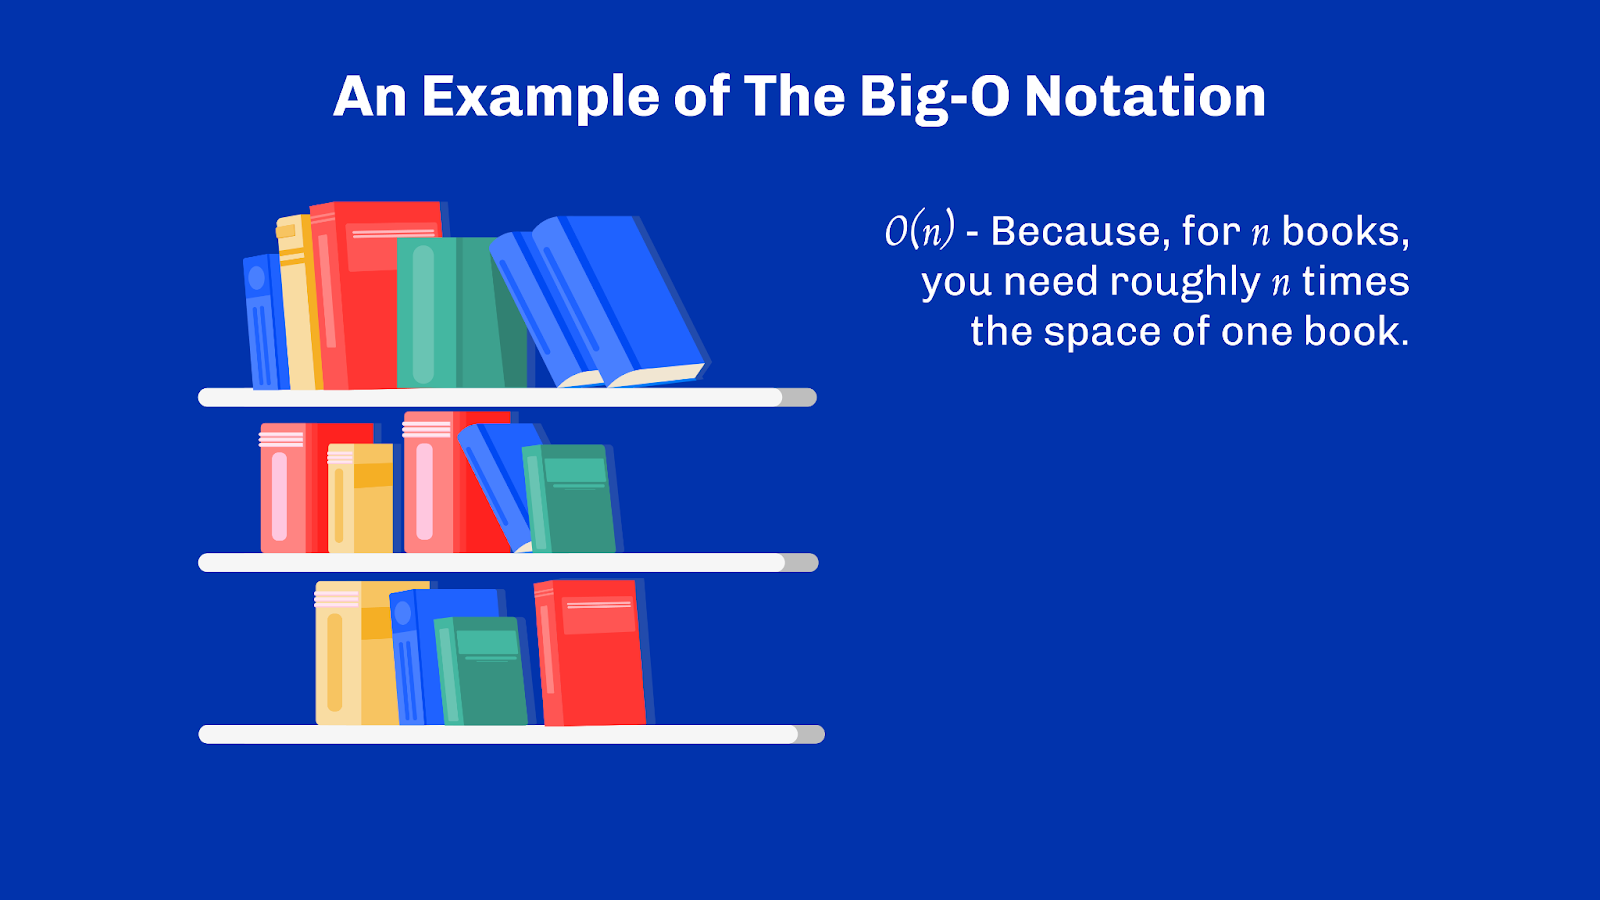 An Example of The Big-O Notation
O(n) - Because, for n books,
you need roughly n times
the space of one book.